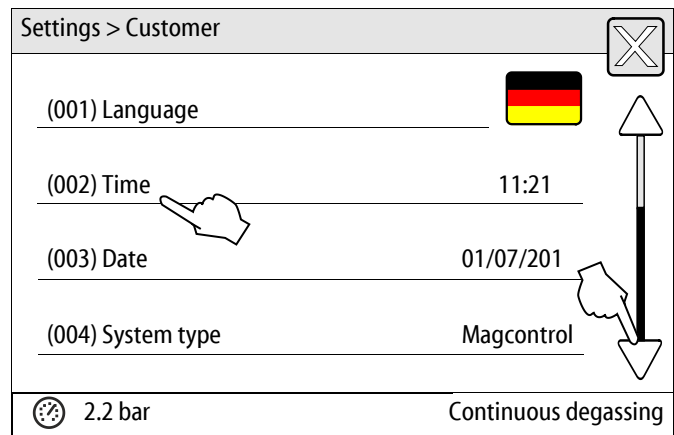 Settings > Customer
(001) Language
(002) Time 11:21
(003) Date 01/07/201
(004) System type Magcontrol
2.2 bar Continuous degassing